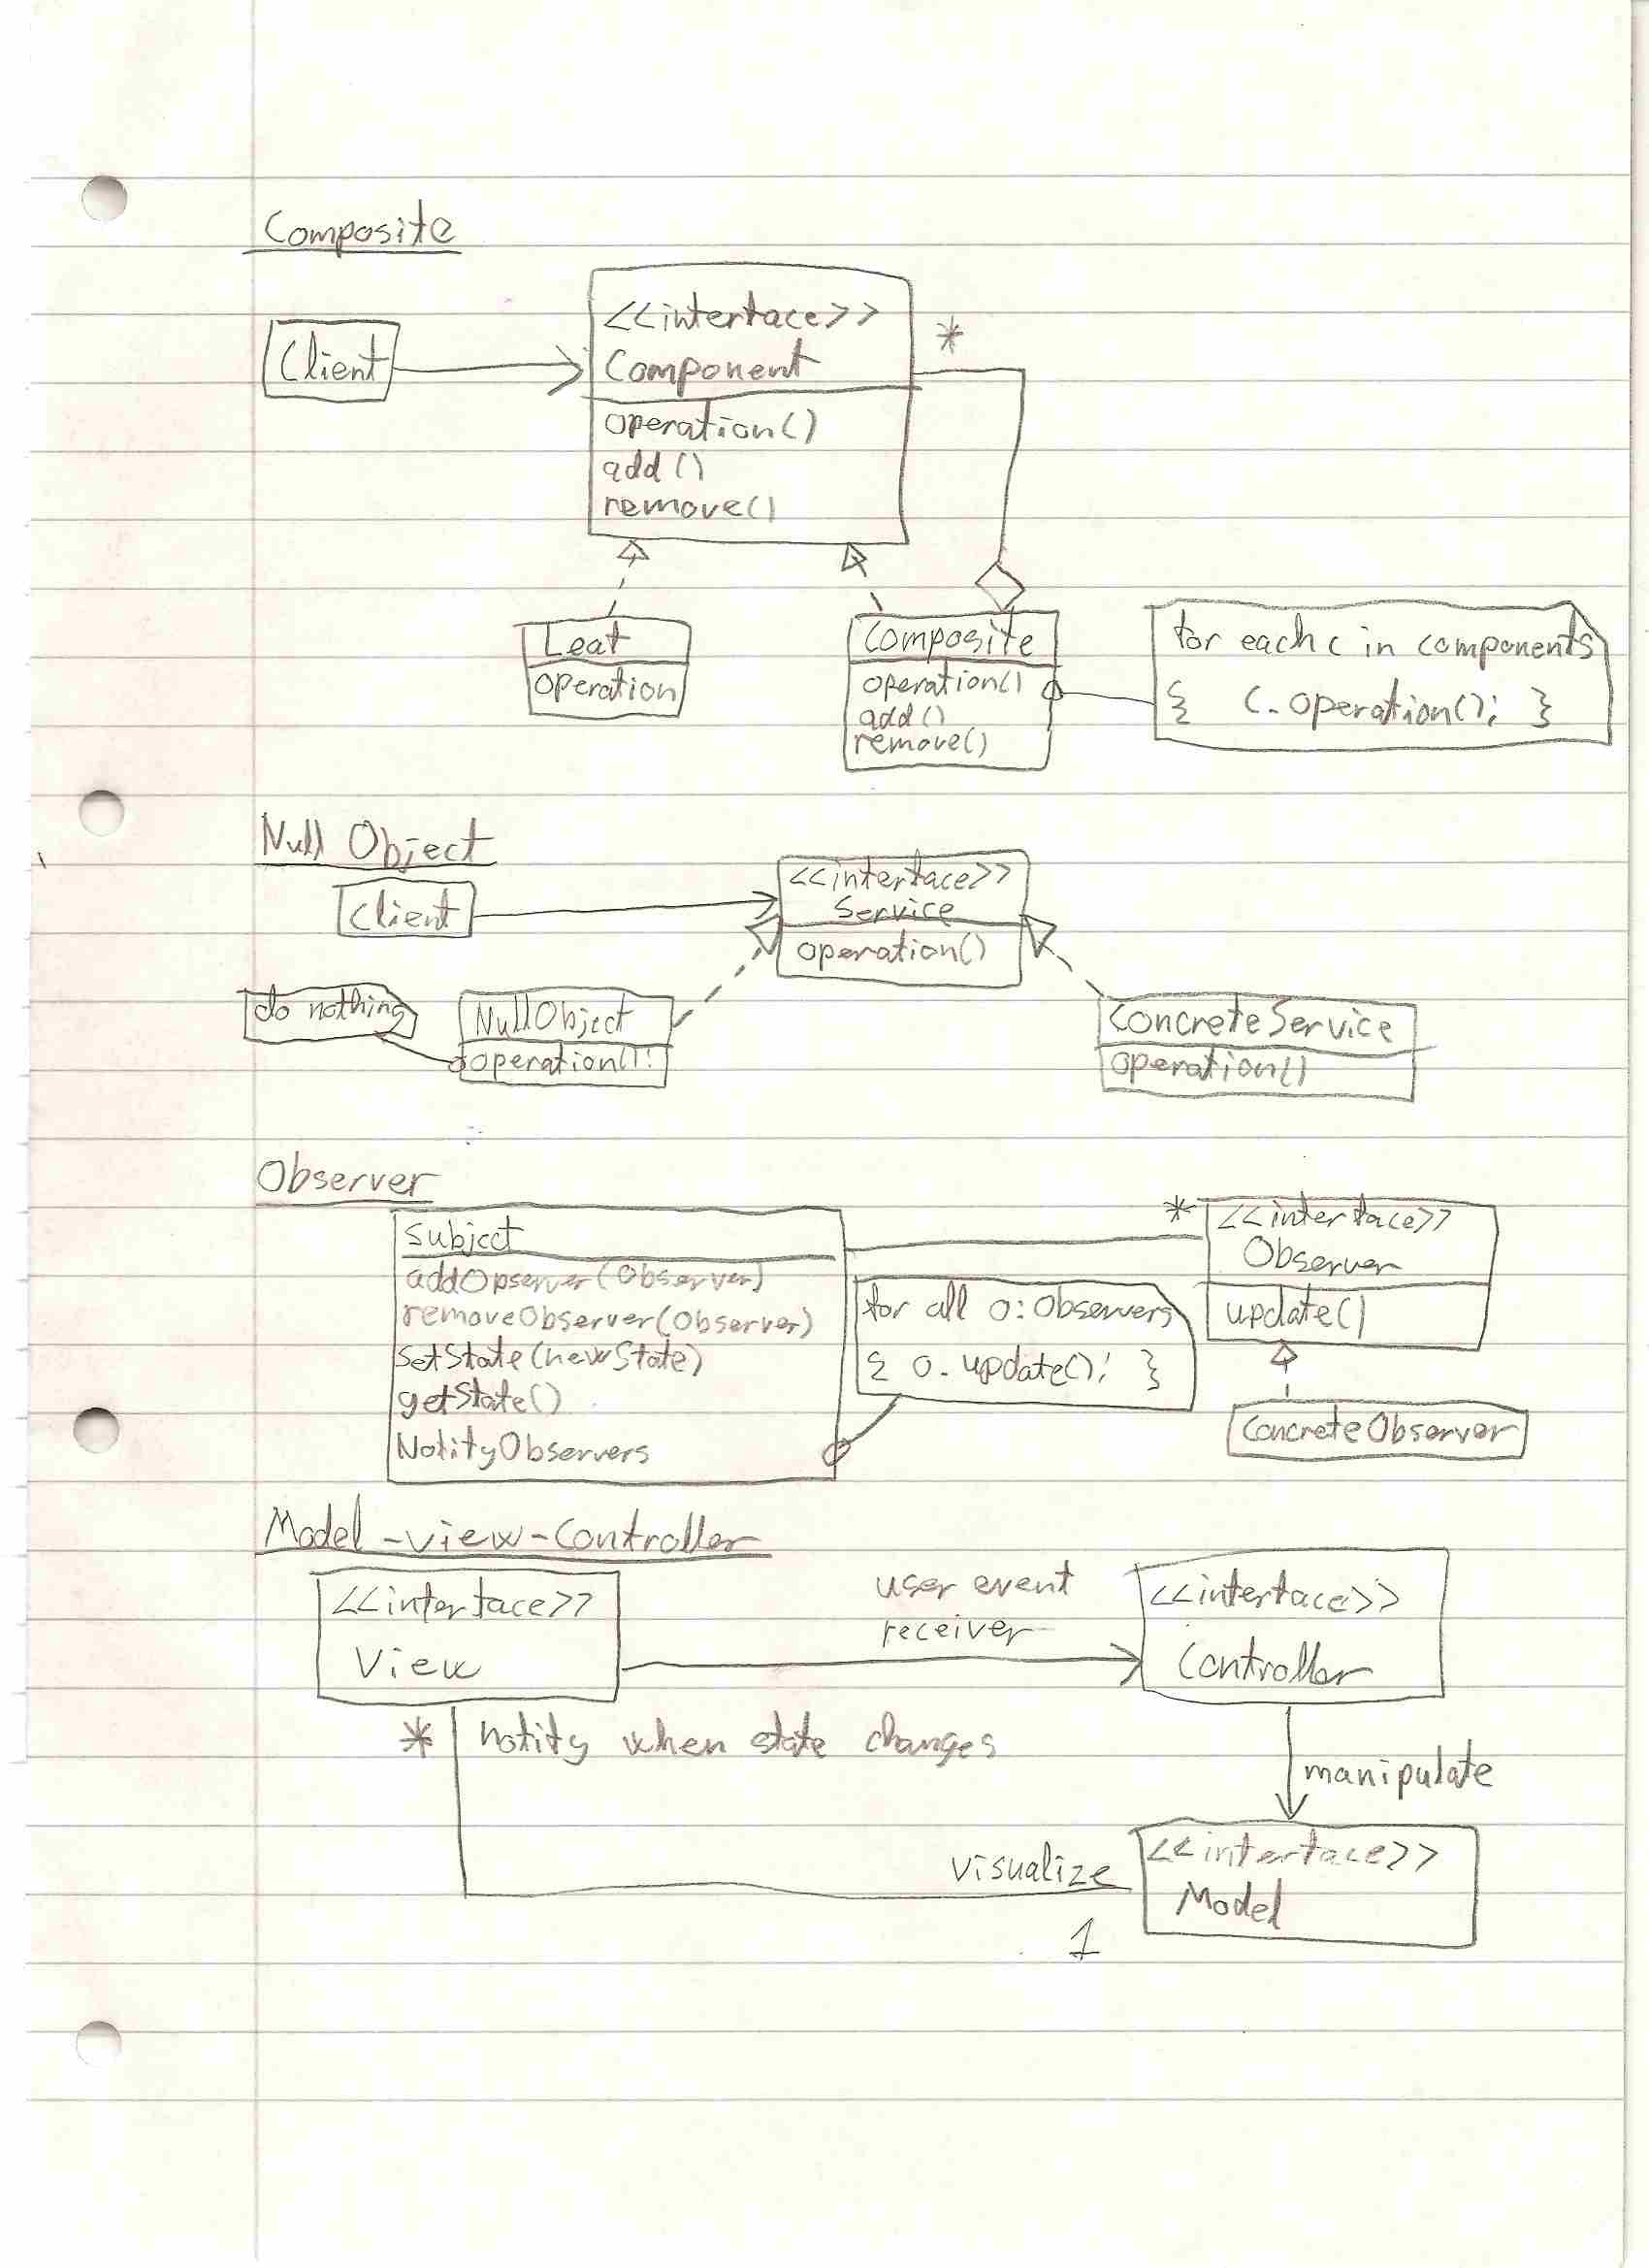 Composite
Client
<<interface>>
Component
operation()
add()
remove()
*
Leaf
operation
Composite
operation()
add()
remove()
for each c in components
{ c.operation(); }
Null Object
Client
<<interface>>
Service
operation()
do nothing
NullObject
operation()
ConcreteService
operation()
Observer
Subject
addOpserver(Observer)
removeObserver(Observer)
setState(newState)
getState()
NotifyObservers
*
<<interface>>
Observer
update()
for all o:Observers
{ o.update(); }
ConcreteObserver
Model-View-Controller
<<interface>>
View
user event
receiver
<<interface>>
Controller
* notify when state changes
manipulate
visualize
1
<<interface>>
Model